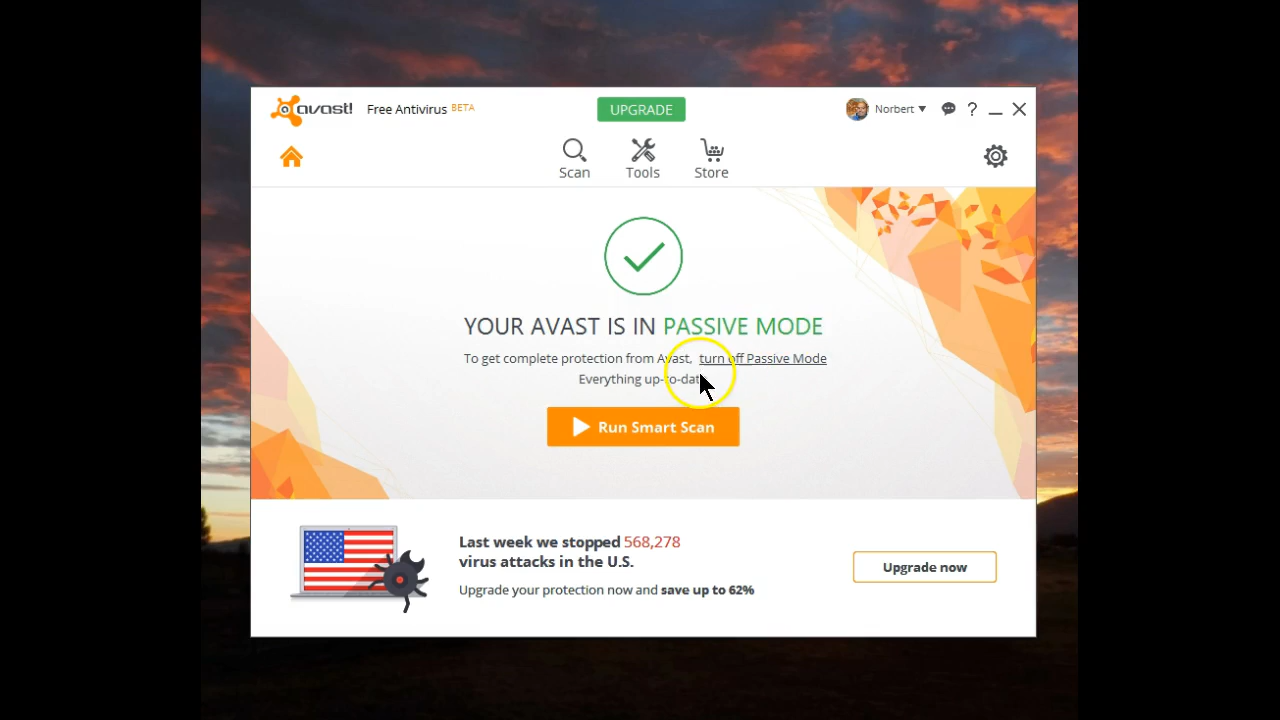 avast! Free Antivirus BETA
UPGRADE
Norbert
?
Scan
Tools
Store
YOUR AVAST IS IN PASSIVE MODE
To get complete protection from Avast, turn off Passive Mode
Everything up-to-date
Run Smart Scan
Last week we stopped 568,278
virus attacks in the U.S.
Upgrade your protection now and save up to 62%
Upgrade now